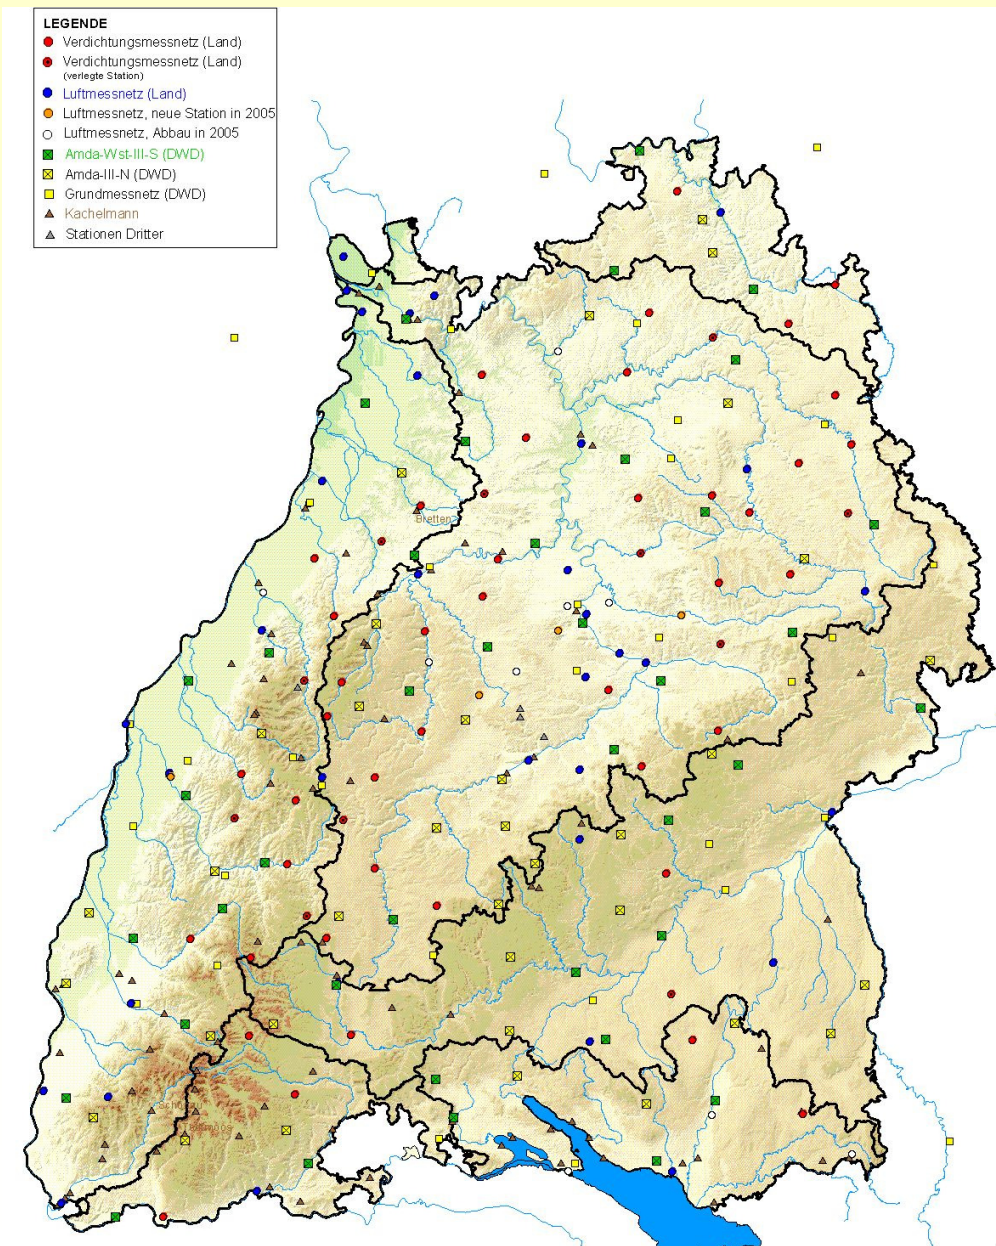 LEGENDE
Verdichtungsmessnetz (Land)
Verdichtungsmessnetz (Land)
(verlegte Station)
Luftmessnetz (Land)
Luftmessnetz, neue Station in 2005
Luftmessnetz, Abbau in 2005
Amda-Wst-III-S (DWD)
Amda-III-N (DWD)
Grundmessnetz (DWD)
Kachelmann
Stationen Dritter
Bretten